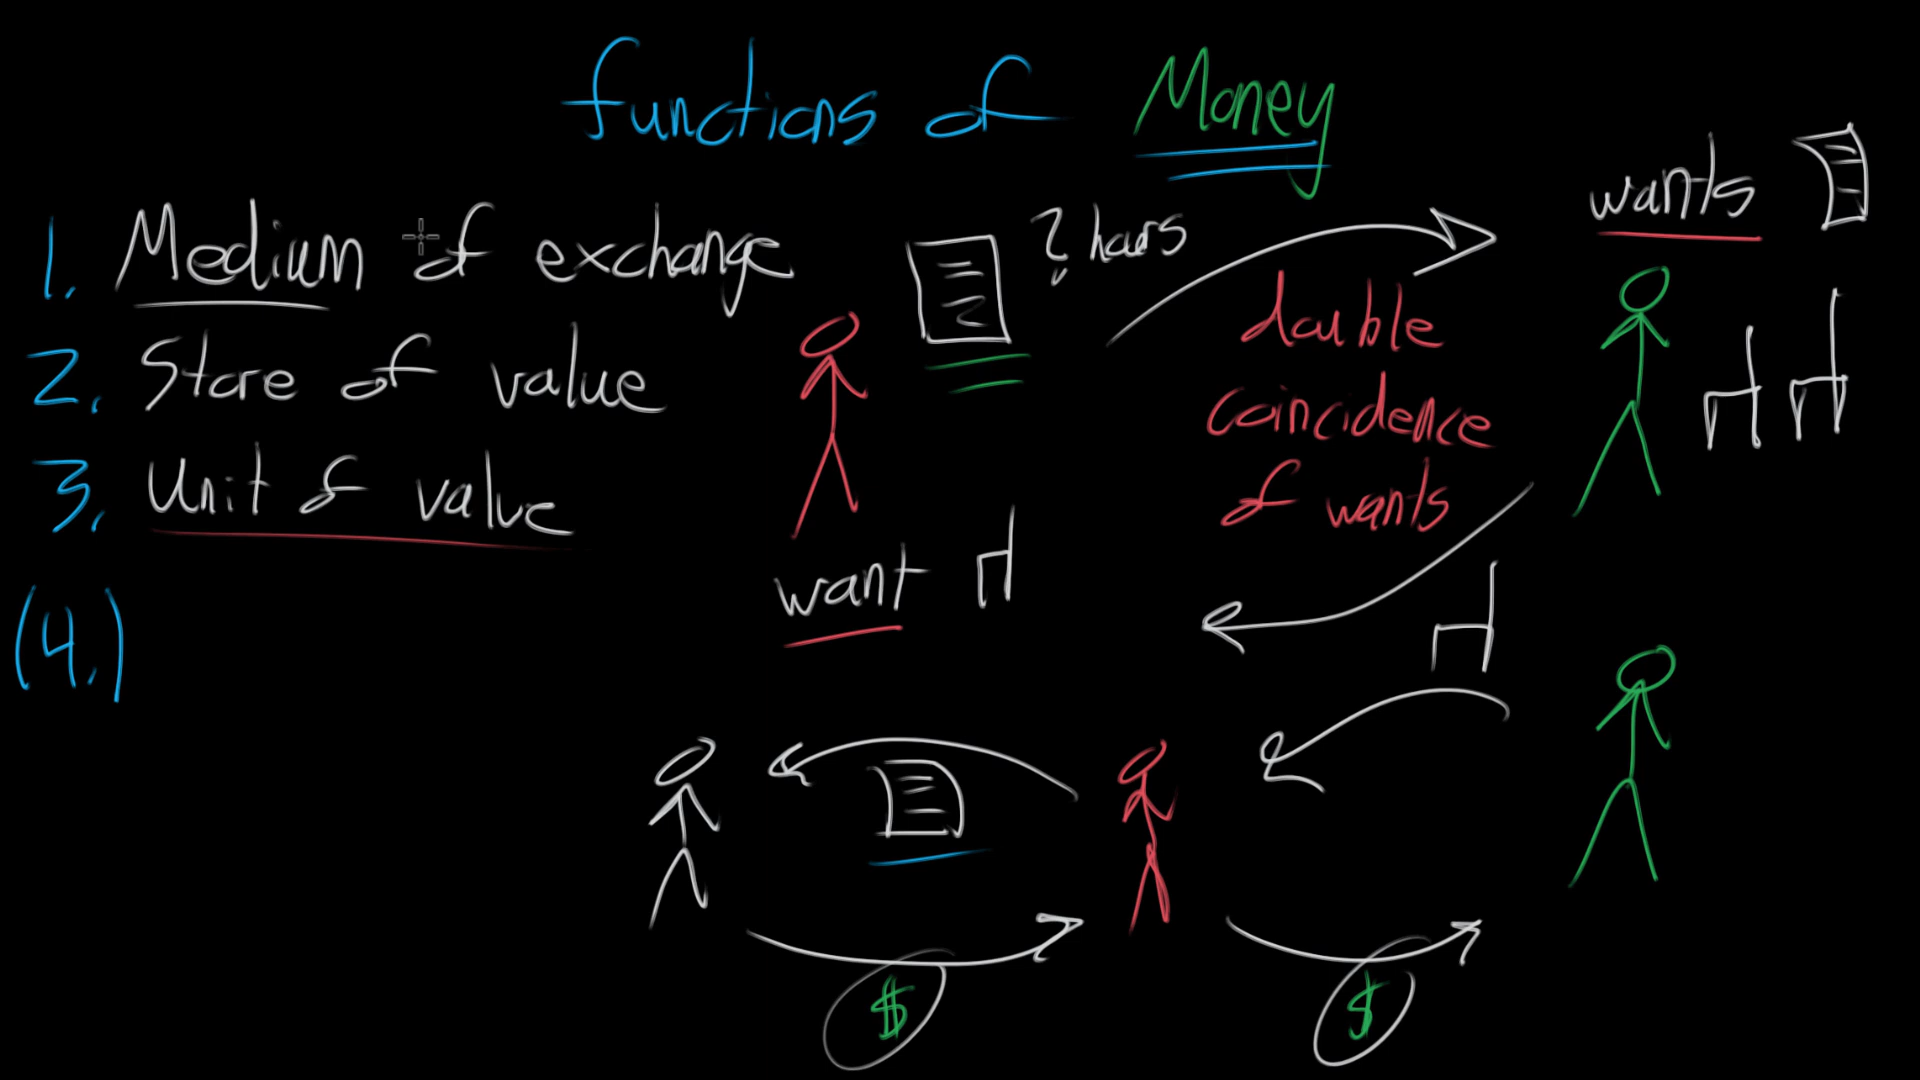 functions of Money
1. Medium of exchange
2. Store of value
3. Unit of value
(4.)
? hours
wants
double
coincidence
of wants
want
$
$